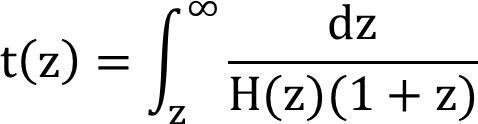 t(z) = ∫_z^∞ dz / H(z)(1 + z)